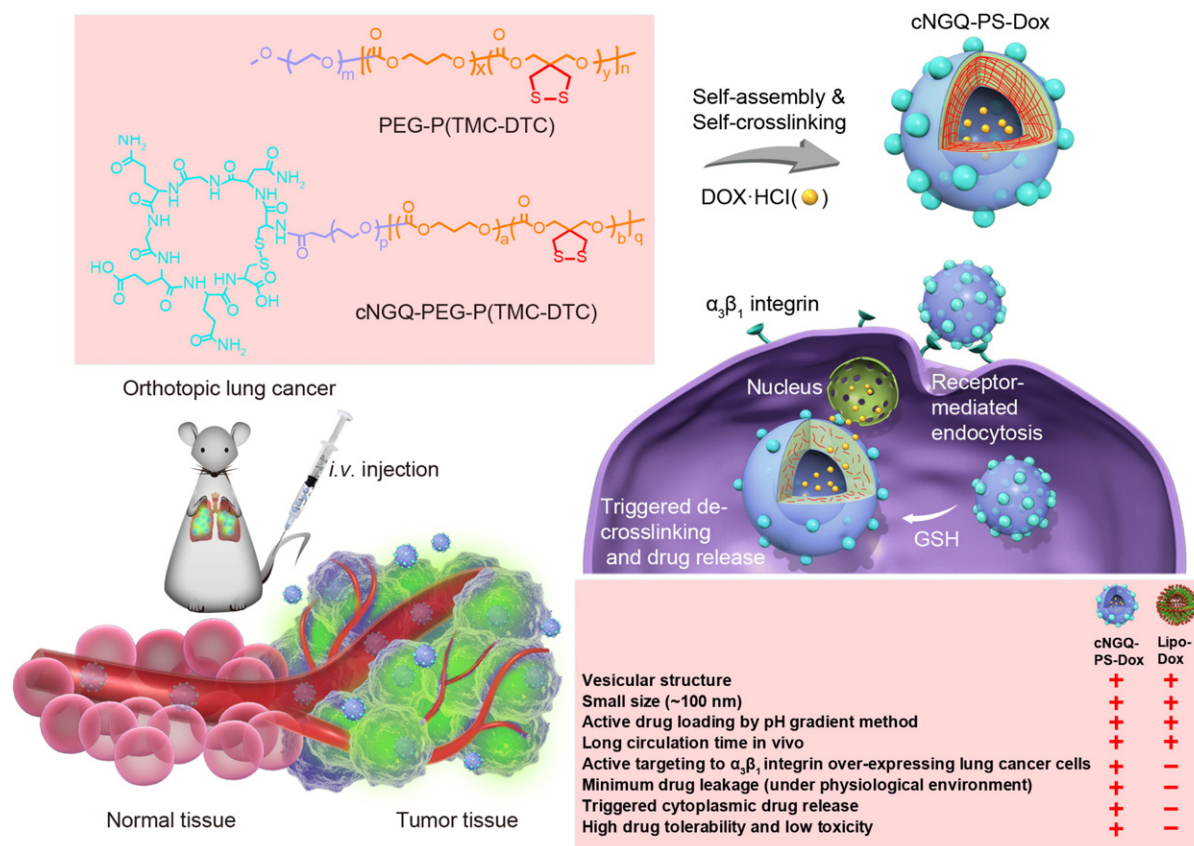 cNGQ-PS-Dox
PEG-P(TMC-DTC)
Self-assembly &
Self-crosslinking
DOX·HCl( )
cNGQ-PEG-P(TMC-DTC)
α₃β₁ integrin
Nucleus
Receptor-
mediated
endocytosis
Triggered de-
crosslinking
and drug release
GSH
Orthotopic lung cancer
i.v. injection
Normal tissue
Tumor tissue
cNGQ-
PS-Dox
Lipo-
Dox
Vesicular structure + +
Small size (~100 nm) + +
Active drug loading by pH gradient method + +
Long circulation time in vivo + +
Active targeting to α₃β₁ integrin over-expressing lung cancer cells + −
Minimum drug leakage (under physiological environment) + −
Triggered cytoplasmic drug release + −
High drug tolerability and low toxicity + −